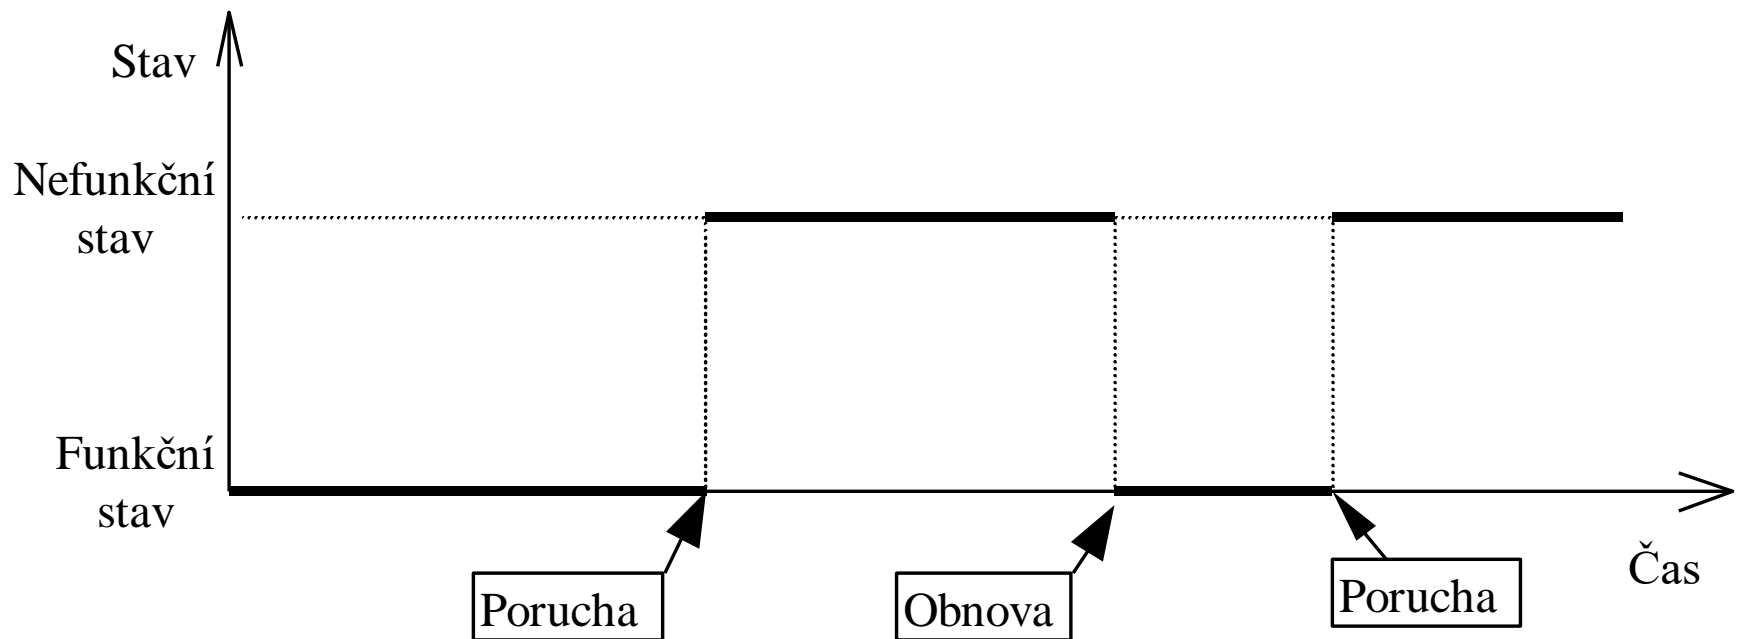 Stav
Nefunkční
stav
Funkční
stav
Porucha
Obnova
Porucha
Čas